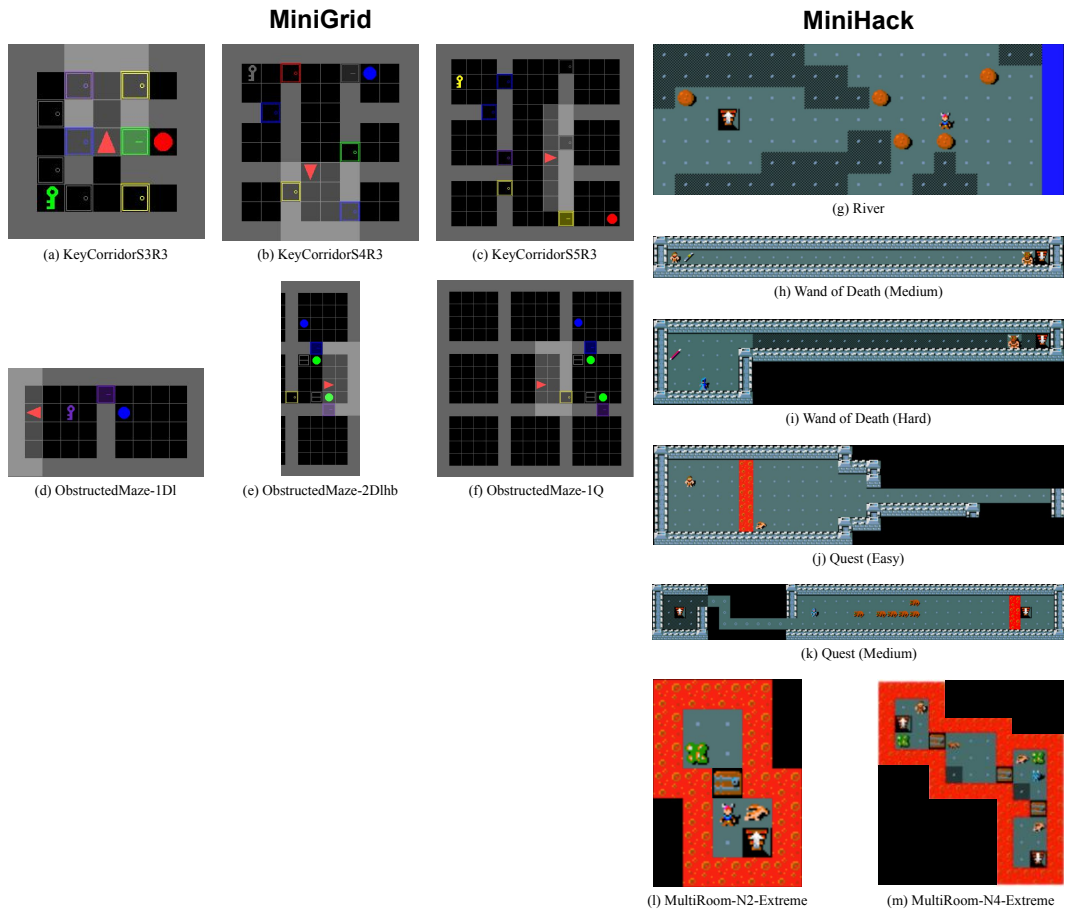 MiniGrid
MiniHack
(a) KeyCorridorS3R3
(b) KeyCorridorS4R3
(c) KeyCorridorS5R3
(g) River
(h) Wand of Death (Medium)
(d) ObstructedMaze-1Dl
(e) ObstructedMaze-2Dlhb
(f) ObstructedMaze-1Q
(i) Wand of Death (Hard)
(j) Quest (Easy)
(k) Quest (Medium)
(l) MultiRoom-N2-Extreme
(m) MultiRoom-N4-Extreme